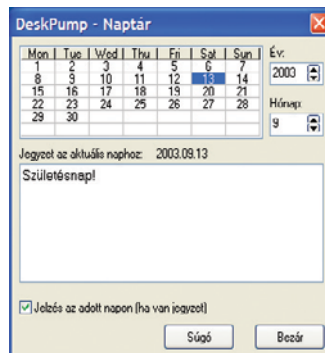 DeskPump - Naptár
Mon Tue Wed Thu Fri Sat Sun
1 2 3 4 5 6 7
8 9 10 11 12 13 14
15 16 17 18 19 20 21
22 23 24 25 26 27 28
29 30
Év:
2003
Hónap:
9
Jegyzet az aktuális naphoz: 2003.09.13
Születésnap!
Jelzés az adott napon (ha van jegyzet)
Súgó Bezár